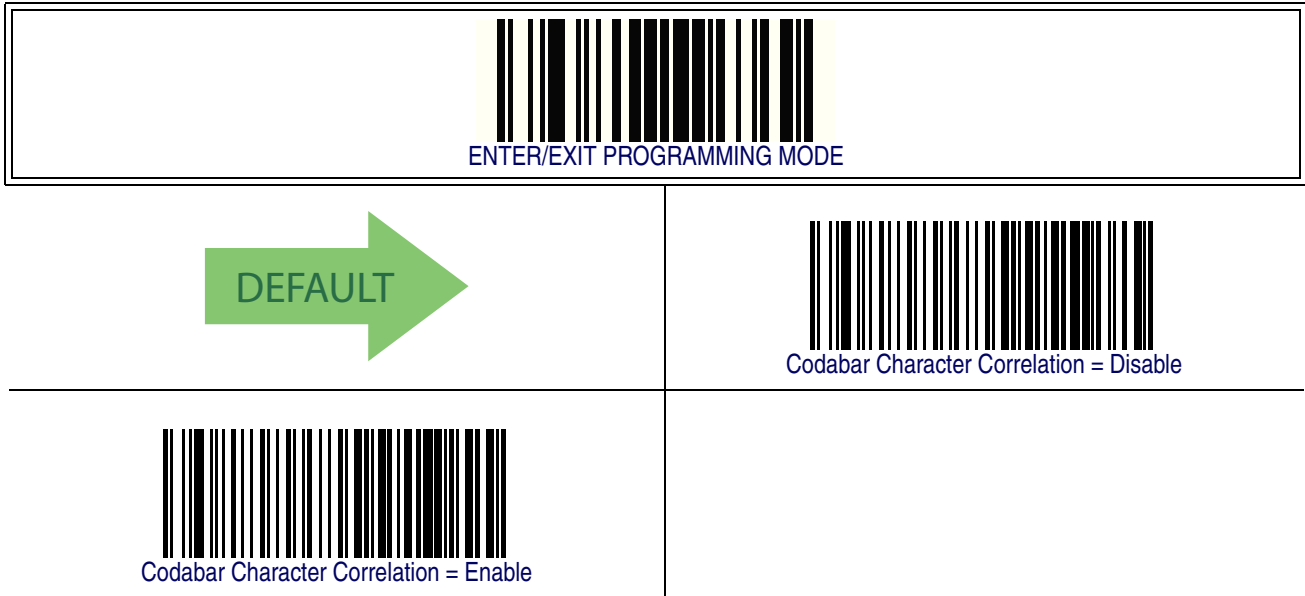 ENTER/EXIT PROGRAMMING MODE
DEFAULT
Codabar Character Correlation = Disable
Codabar Character Correlation = Enable